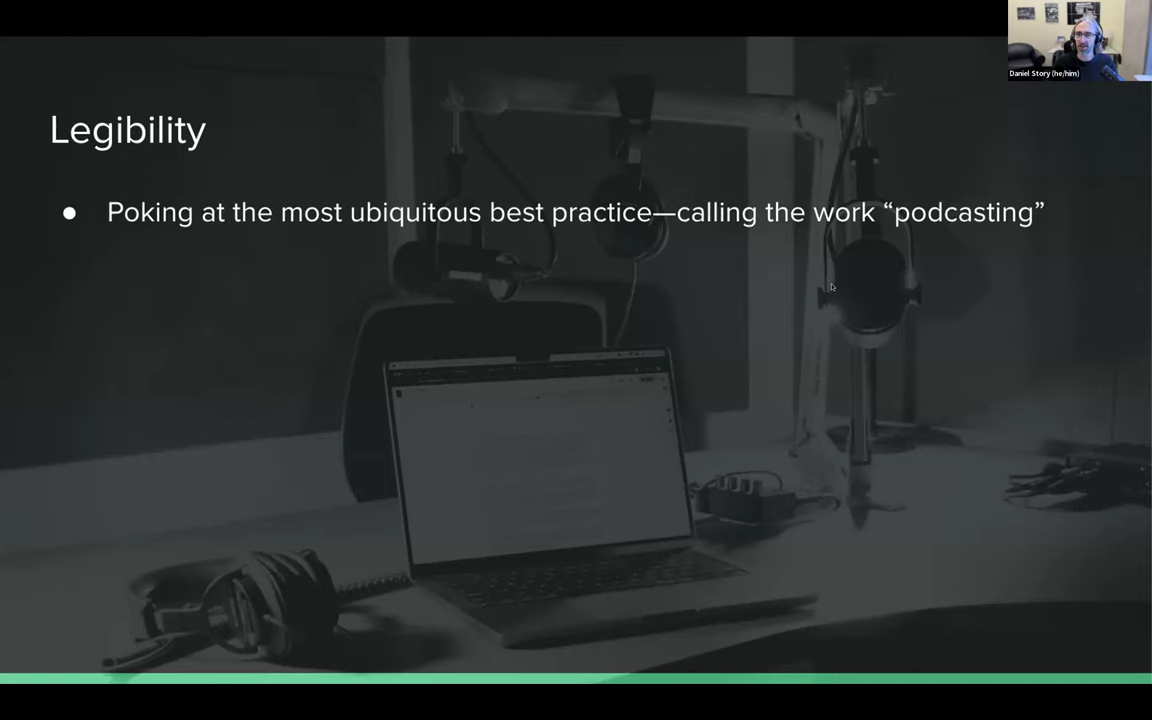 Daniel Story (he/him)
Legibility
● Poking at the most ubiquitous best practice—calling the work “podcasting”